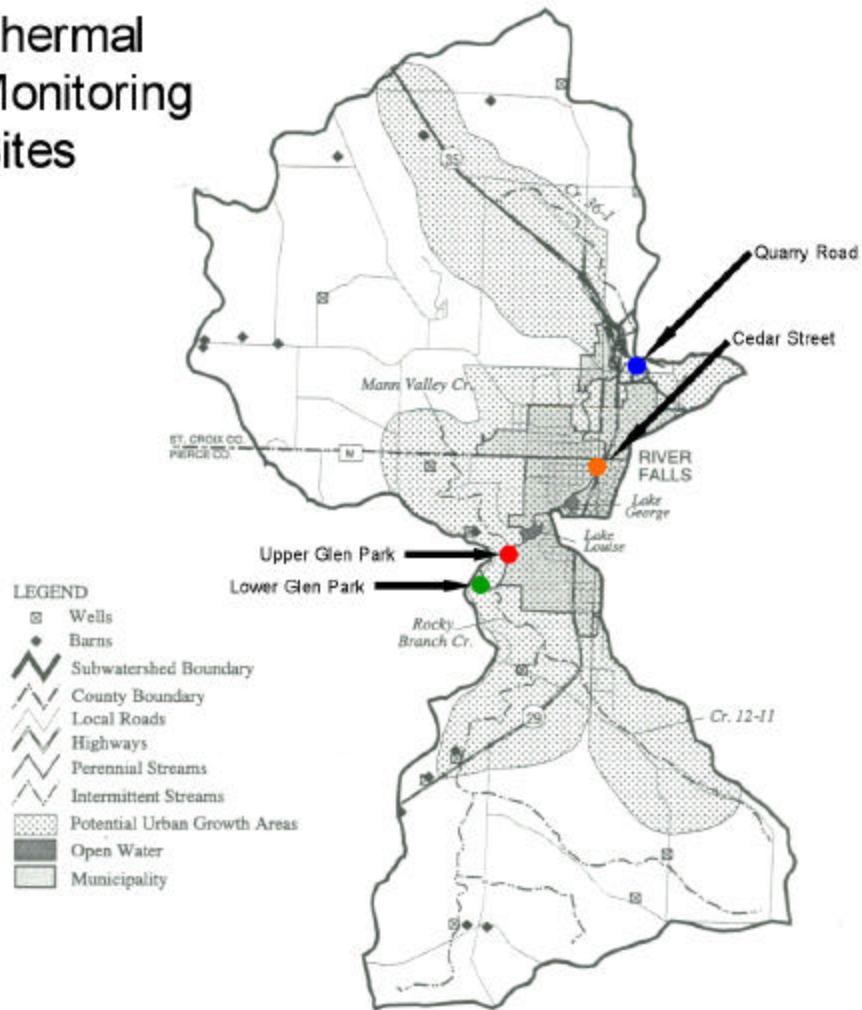 hermal
onitoring
ites
35
Cr. 36-1
Quarry Road
Cedar Street
Mann Valley Cr.
ST. CROIX CO.
PIERCE CO.
RIVER
FALLS
Lake
George
Lake
Louise
Upper Glen Park
Lower Glen Park
Rocky
Branch Cr.
29
Cr. 12-11
LEGEND
Wells
Barns
Subwatershed Boundary
County Boundary
Local Roads
Highways
Perennial Streams
Intermittent Streams
Potential Urban Growth Areas
Open Water
Municipality